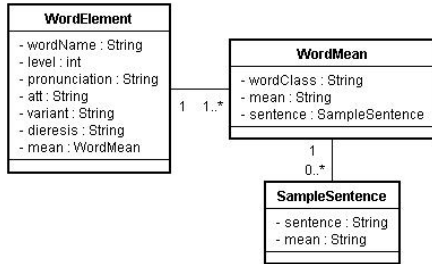 WordElement
- wordName : String
- level : int
- pronunciation : String
- att : String
- variant : String
- dieresis : String
- mean : WordMean
1 1..*
WordMean
- wordClass : String
- mean : String
- sentence : SampleSentence
1
0..*
SampleSentence
- sentence : String
- mean : String